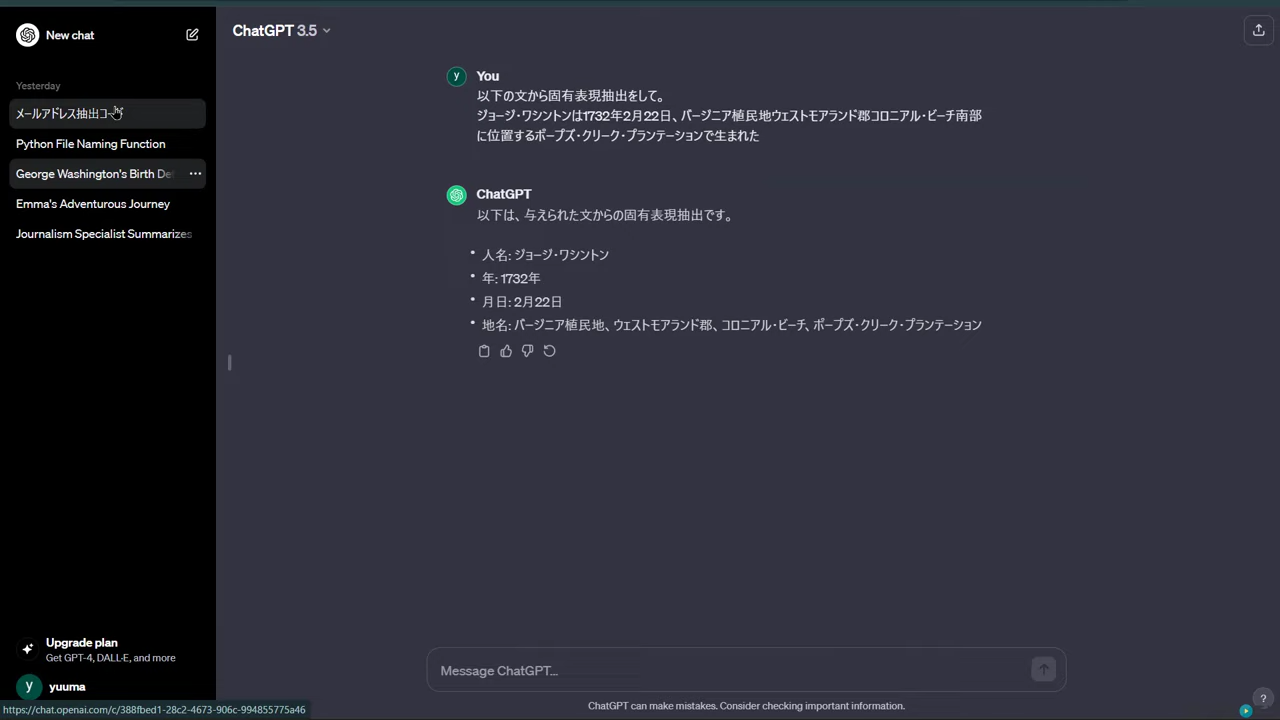 New chat
Yesterday
メールアドレス抽出コード
Python File Naming Function
George Washington's Birth De
Emma's Adventurous Journey
Journalism Specialist Summarizes
Upgrade plan
Get GPT-4, DALL·E, and more
y
yuuma
https://chat.openai.com/c/388fbed1-28c2-4673-906c-994855775a46
ChatGPT 3.5
y
You
以下の文から固有表現抽出をして。
ジョージ・ワシントンは1732年2月22日、バージニア植民地ウェストモアランド郡コロニアル・ビーチ南部
に位置するポープズ・クリーク・プランテーションで生まれた
ChatGPT
以下は、与えられた文からの固有表現抽出です。
• 人名: ジョージ・ワシントン
• 年: 1732年
• 月日: 2月22日
• 地名: バージニア植民地、ウェストモアランド郡、コロニアル・ビーチ、ポープズ・クリーク・プランテーション
Message ChatGPT...
ChatGPT can make mistakes. Consider checking important information.
?